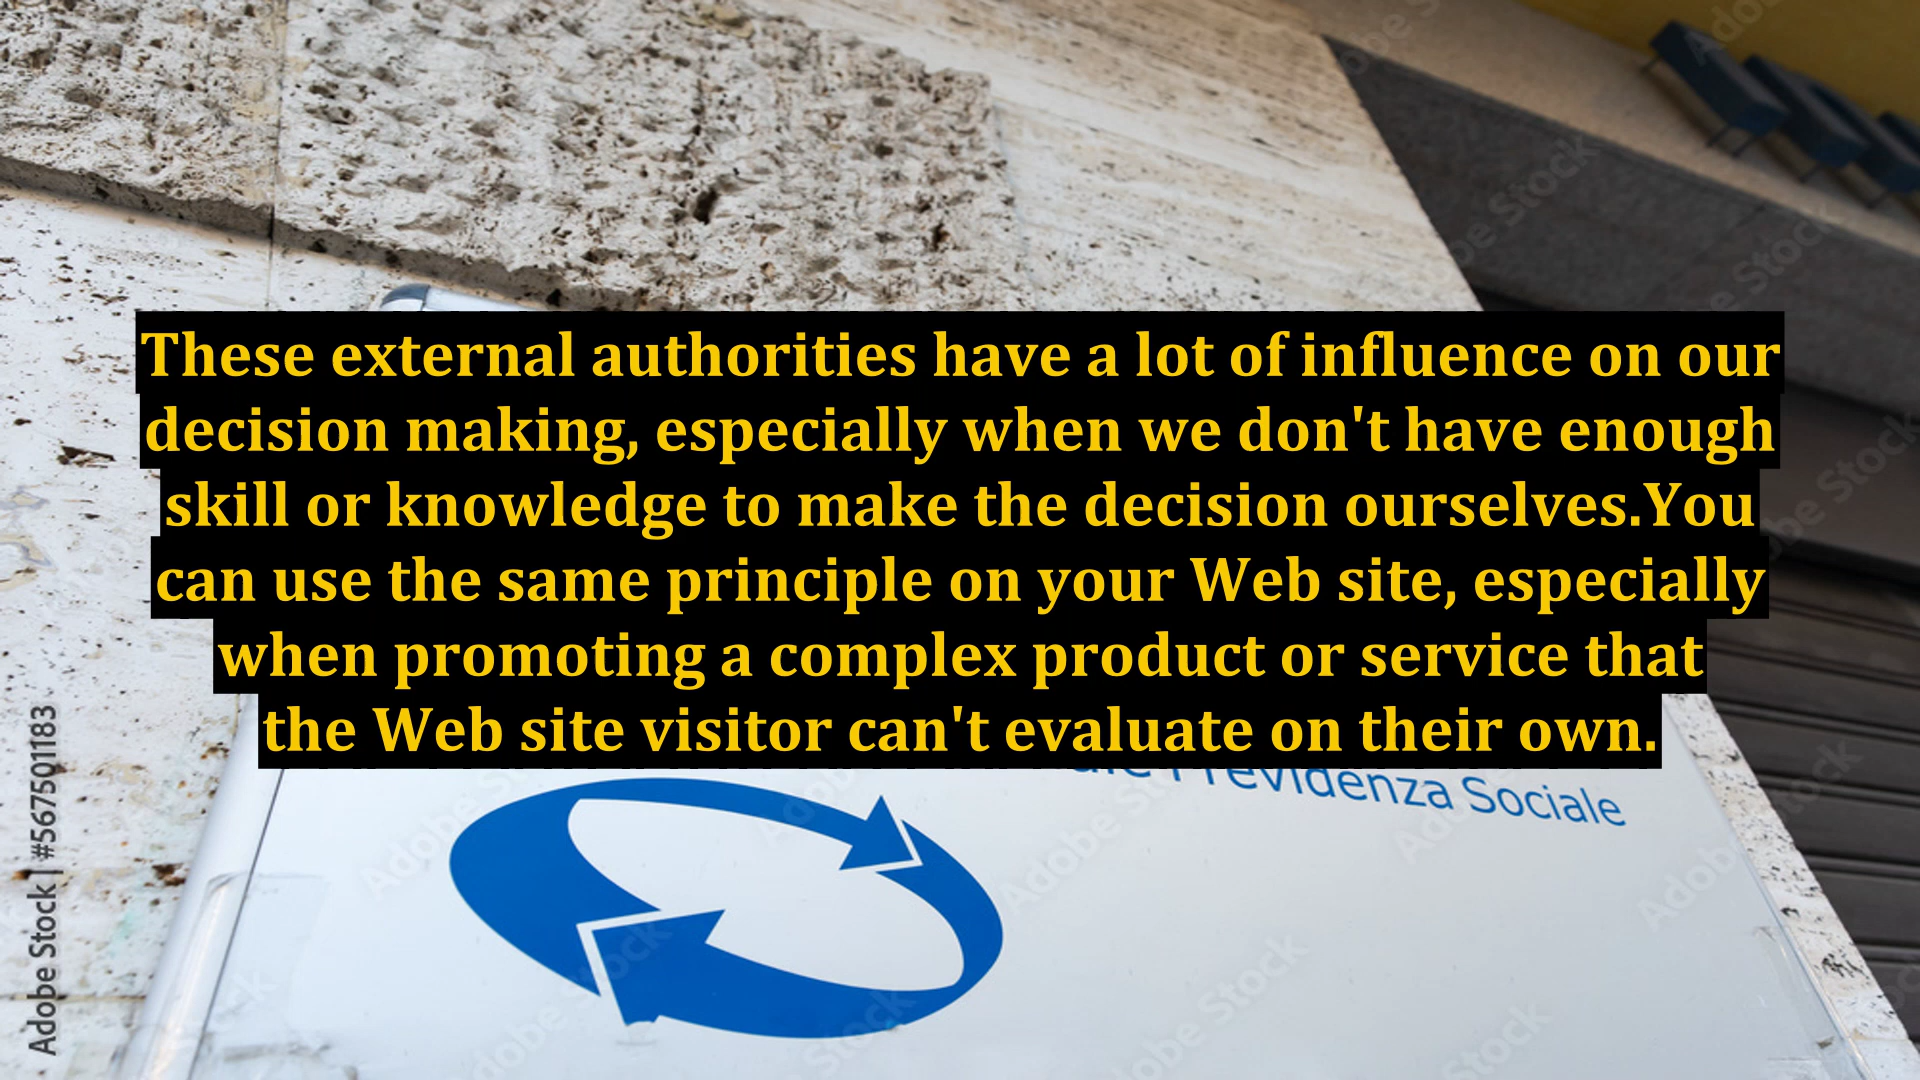 These external authorities have a lot of influence on our
decision making, especially when we don't have enough
skill or knowledge to make the decision ourselves.You
can use the same principle on your Web site, especially
when promoting a complex product or service that
the Web site visitor can't evaluate on their own.
Previdenza Sociale
Adobe Stock | #567501183